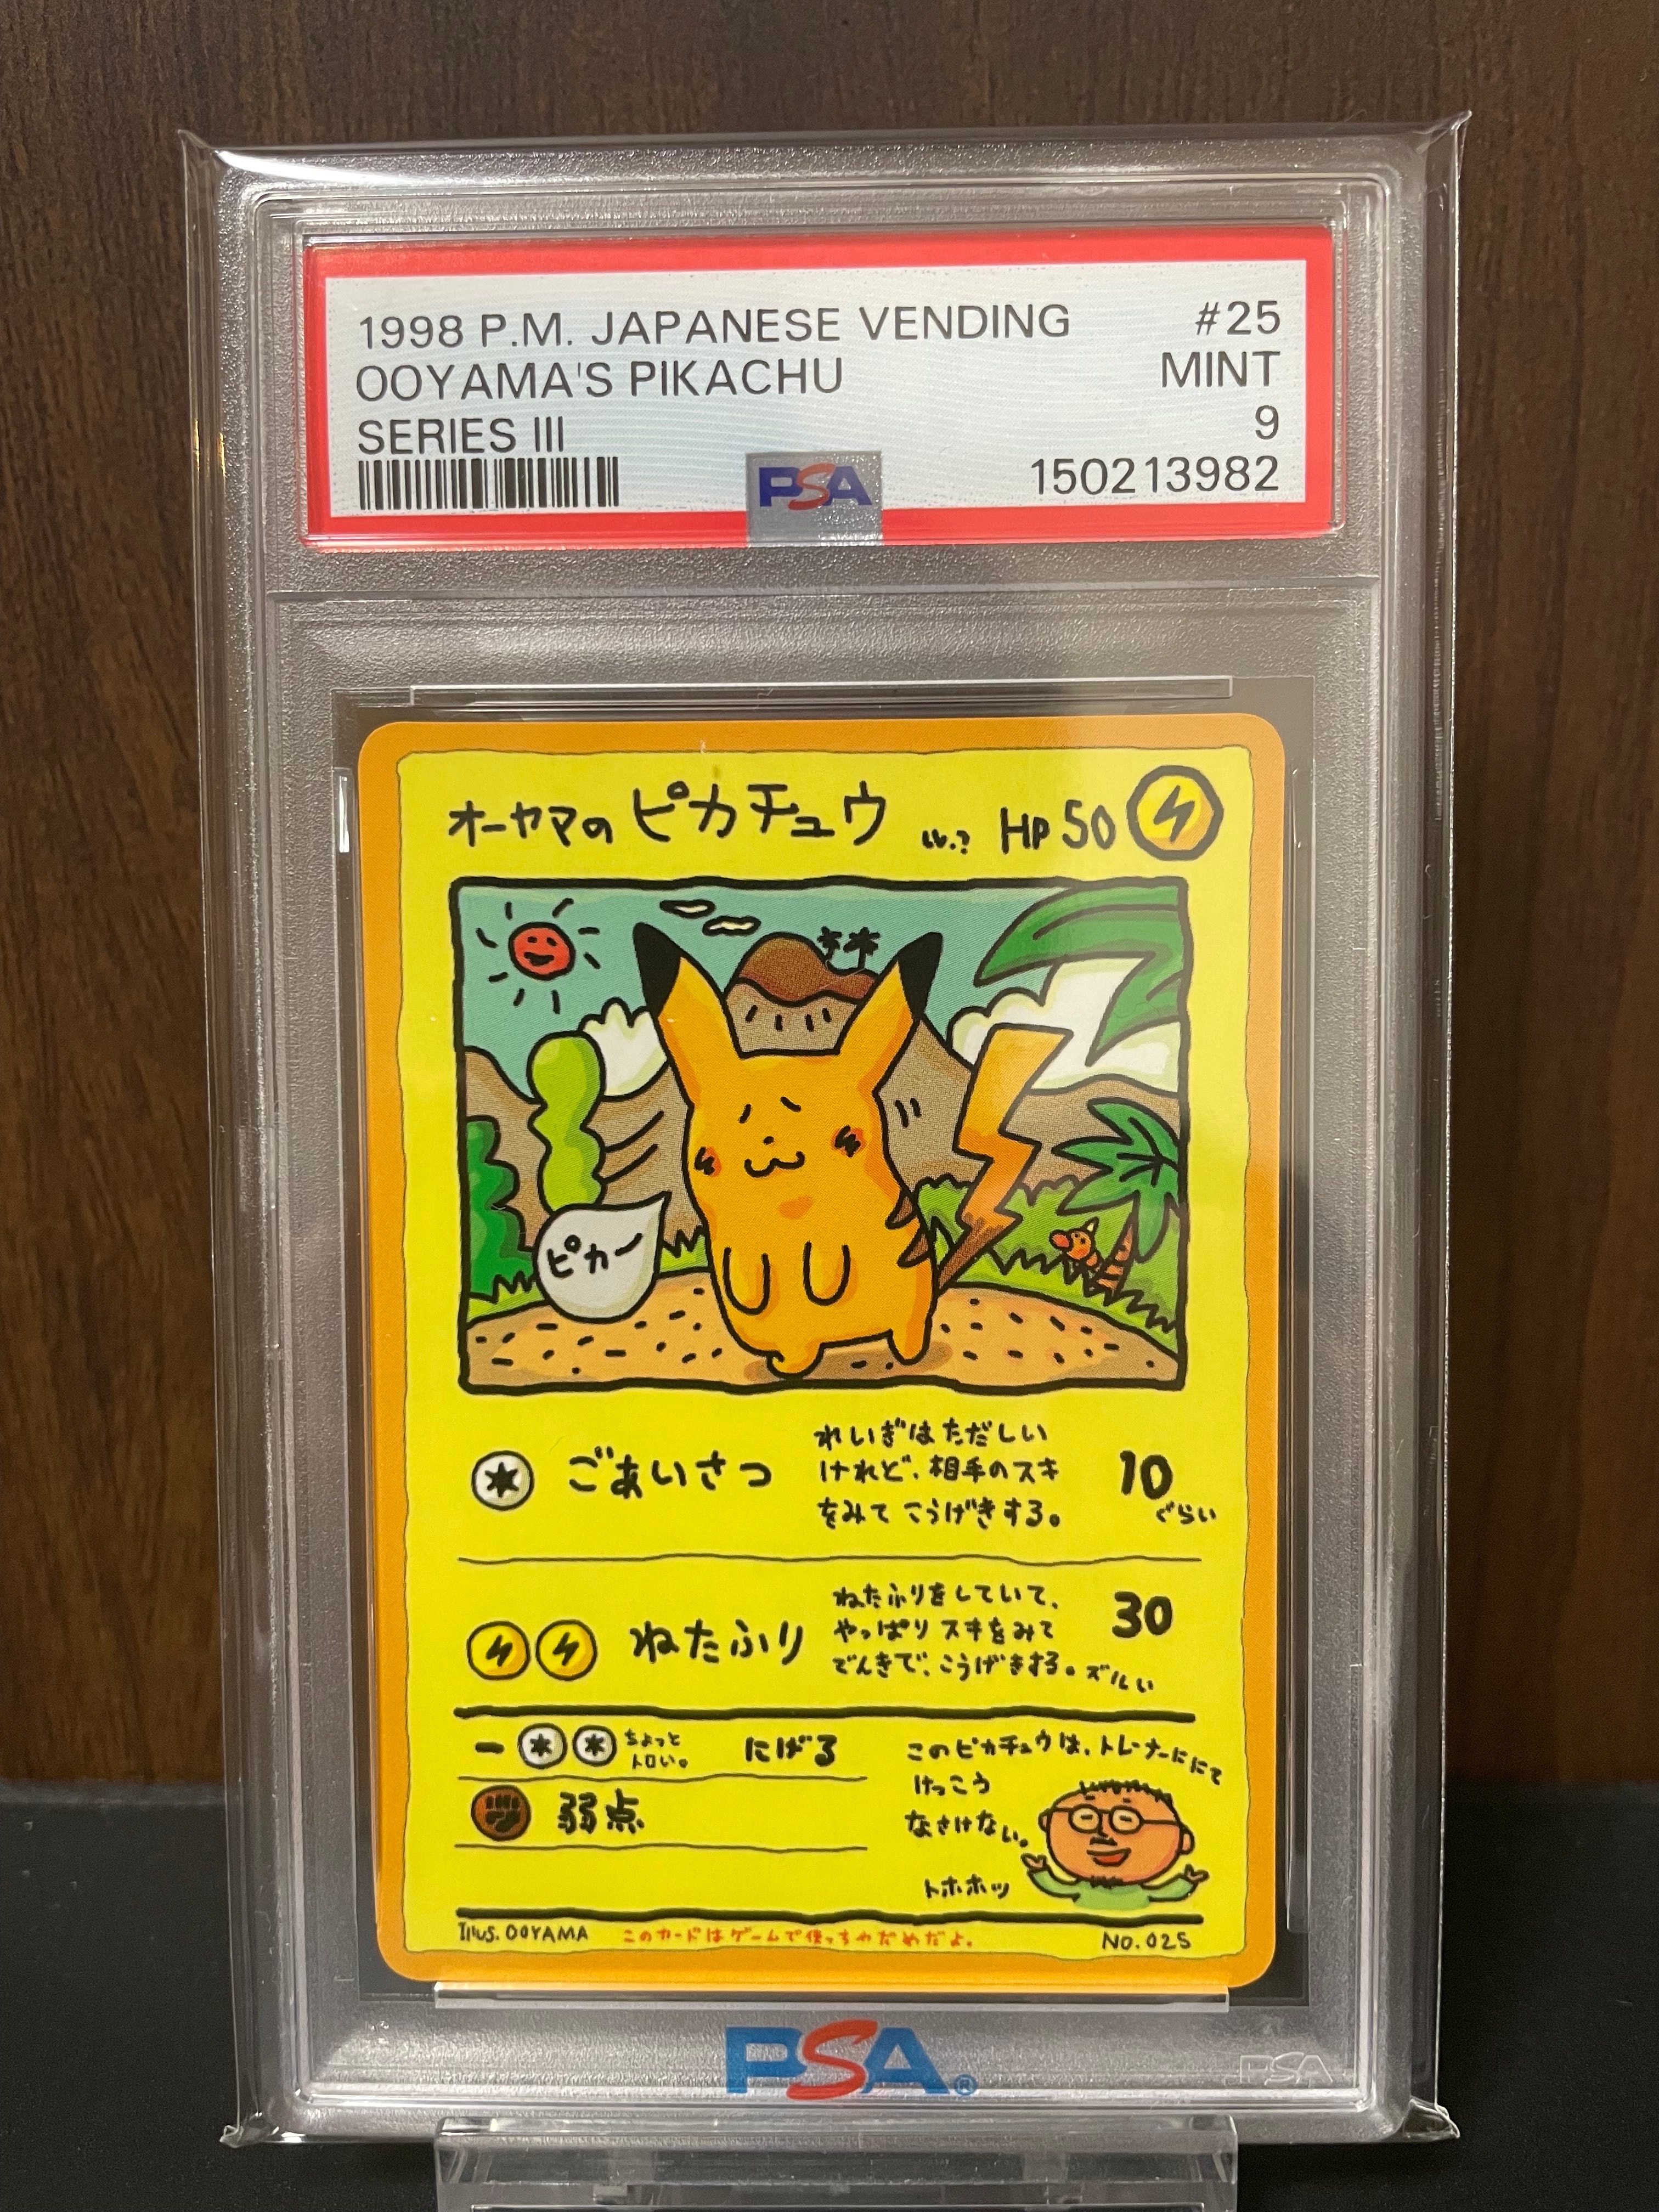 1998 P.M. JAPANESE VENDING #25
OOYAMA'S PIKACHU MINT
SERIES III 9
PSA 150213982
オーヤマの ピカチュウ LV.? HP 50
ピカー
ごあいさつ
れいぎはただしい
けれど、相手のスキ
をみて こうげきする。
10
ぐらい
ねたふり
ねたふりをしていて、
やっぱり スキをみて
でんきで、こうげきする。ズルい
30
ー ちょっと
トロい。
にげる
弱点
このピカチュウは、トレーナーににて
けっこう
なさけない。
トホホッ
Illus. OOYAMA このカードはゲームで使っちゃだめだよ。 NO. 025
PSA®
PSA